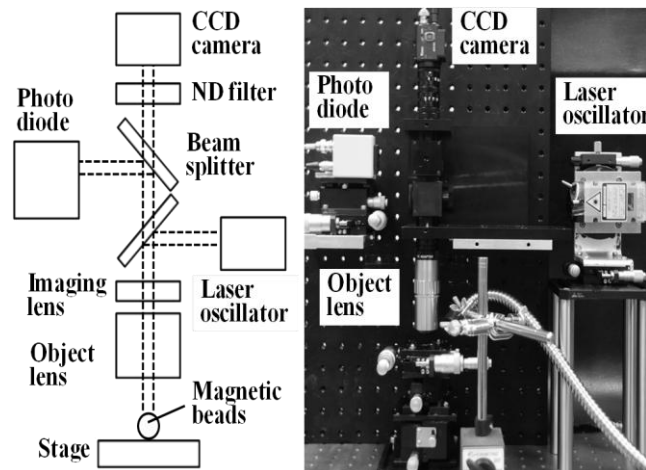 CCD
camera
ND filter
Photo
diode
Beam
splitter
Imaging
lens
Laser
oscillator
Object
lens
Magnetic
beads
Stage
CCD
camera
Photo
diode
Laser
oscillator
Object
lens